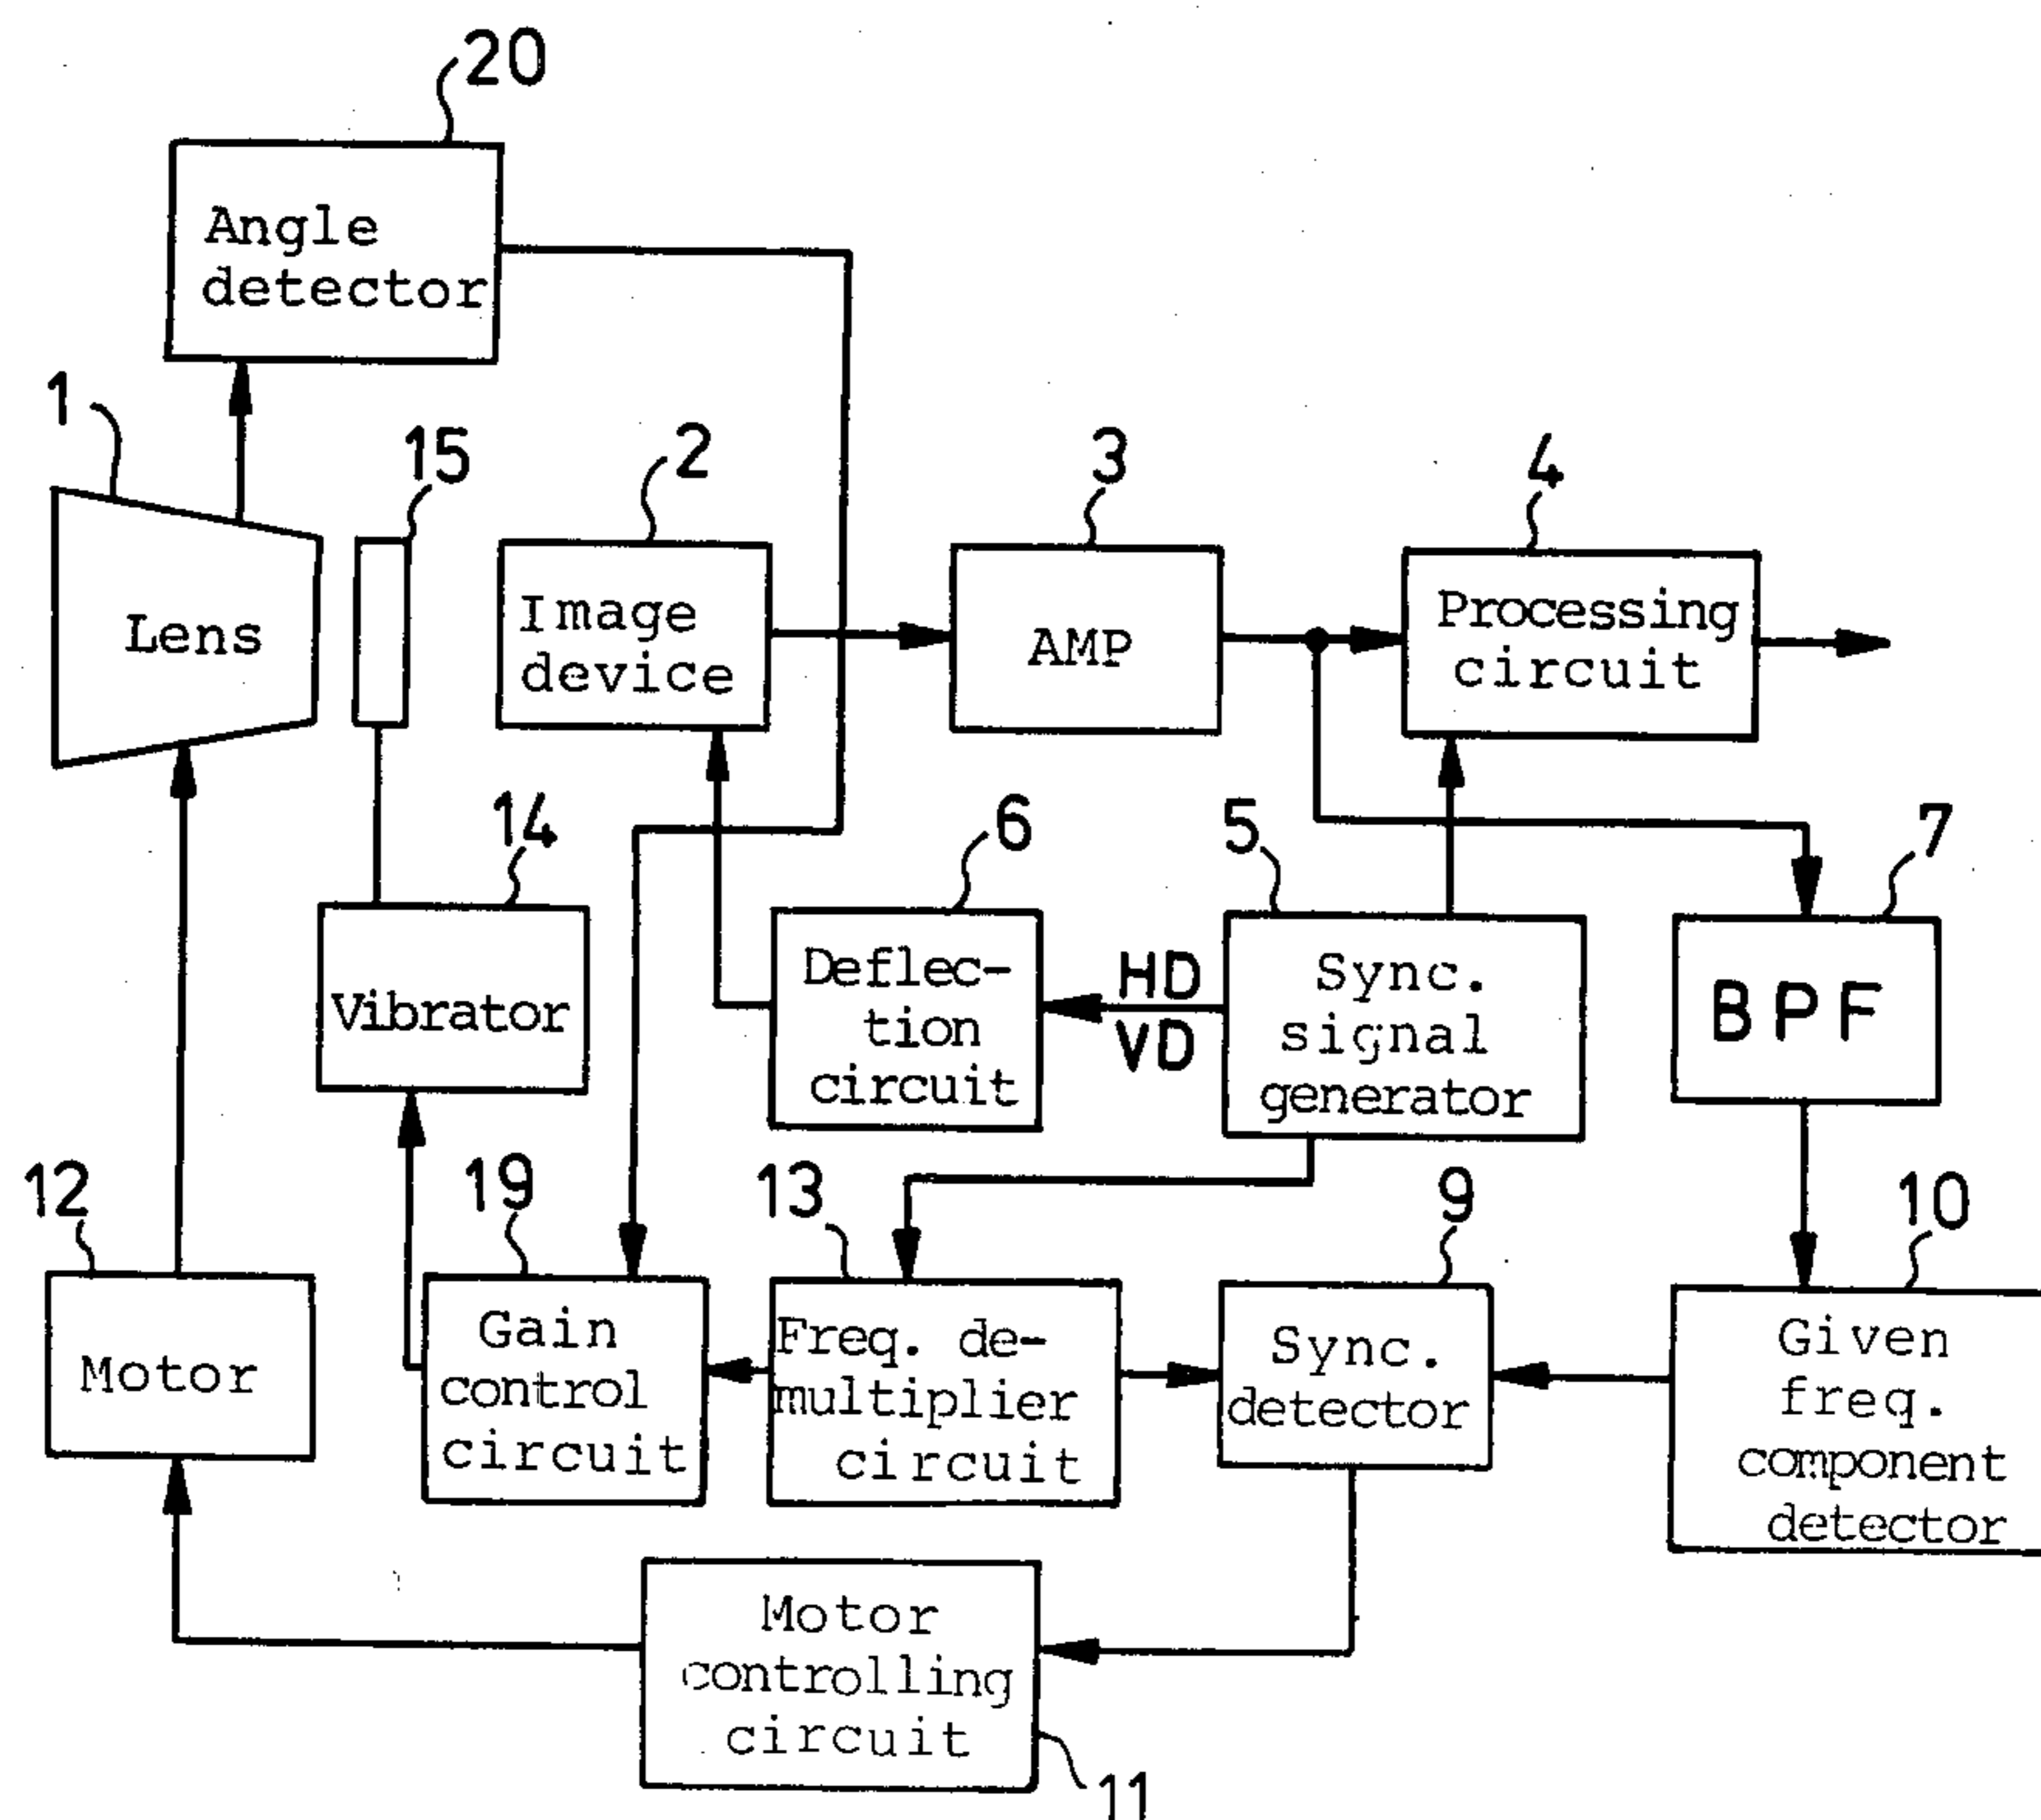 20
Angle
detector
1
15
2
3
4
Lens
Image
device
AMP
Processing
circuit
14
6
5
7
Vibrator
Deflec-
tion
circuit
HD
VD
Sync.
signal
generator
BPF
12
19
13
9
10
Motor
Gain
control
circuit
Freq. de-
multiplier
circuit
Sync.
detector
Given
freq.
component
detector
Motor
controlling
circuit
11